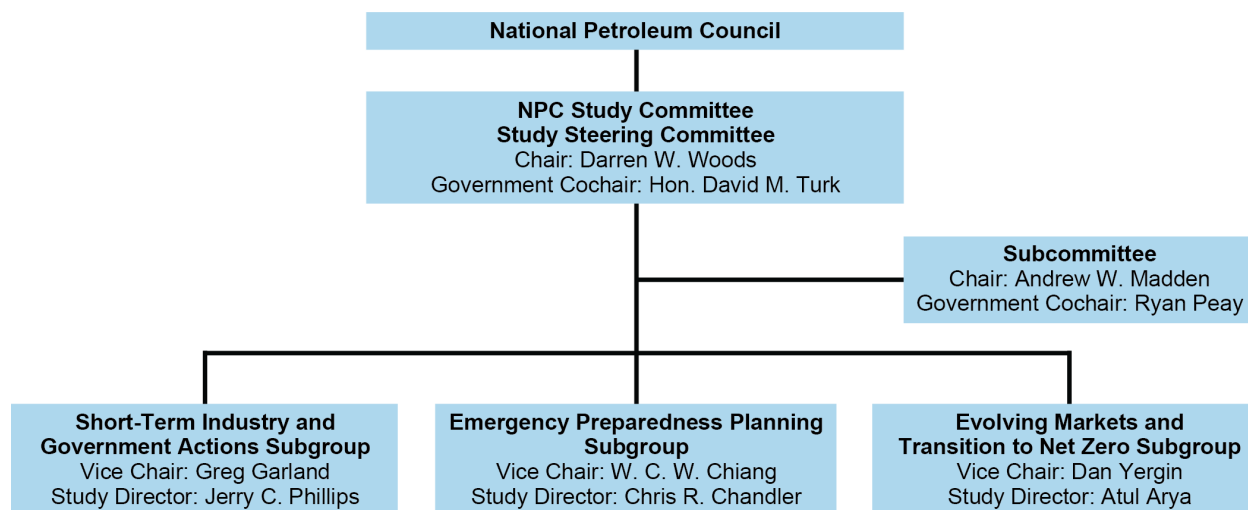 National Petroleum Council
NPC Study Committee
Study Steering Committee
Chair: Darren W. Woods
Government Cochair: Hon. David M. Turk
Subcommittee
Chair: Andrew W. Madden
Government Cochair: Ryan Peay
Short-Term Industry and
Government Actions Subgroup
Vice Chair: Greg Garland
Study Director: Jerry C. Phillips
Emergency Preparedness Planning
Subgroup
Vice Chair: W. C. W. Chiang
Study Director: Chris R. Chandler
Evolving Markets and
Transition to Net Zero Subgroup
Vice Chair: Dan Yergin
Study Director: Atul Arya